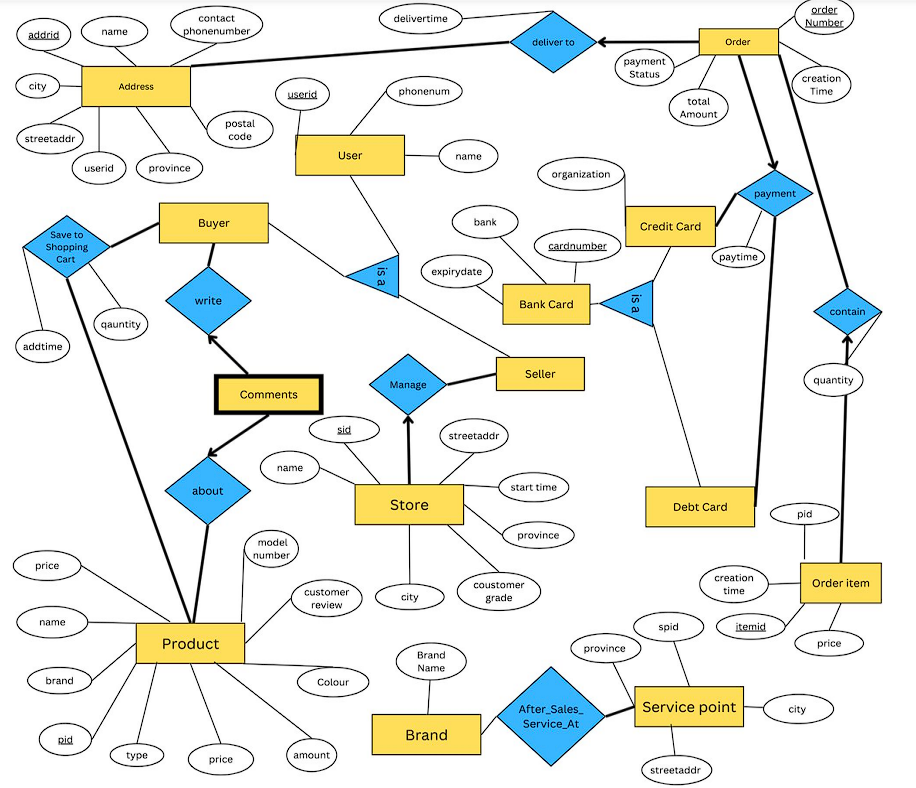 order
Number
contact
phonenumber
delivertime
addrid
name
deliver to
Order
payment
Status
creation
Time
city
Address
userid
phonenum
total
Amount
streetaddr
postal
code
User
name
userid
province
organization
payment
Save to
Shopping
Cart
Buyer
bank
Credit Card
cardnumber
paytime
is a
expirydate
write
Bank Card
is a
contain
qauntity
addtime
Manage
Seller
quantity
Comments
sid
streetaddr
name
start time
about
Store
Debt Card
pid
province
model
number
price
creation
time
Order item
city
coustomer
grade
customer
review
name
spid
itemid
price
Product
province
Brand
Name
brand
Colour
After_Sales_
Service_At
Service point
city
Brand
pid
type
price
amount
streetaddr